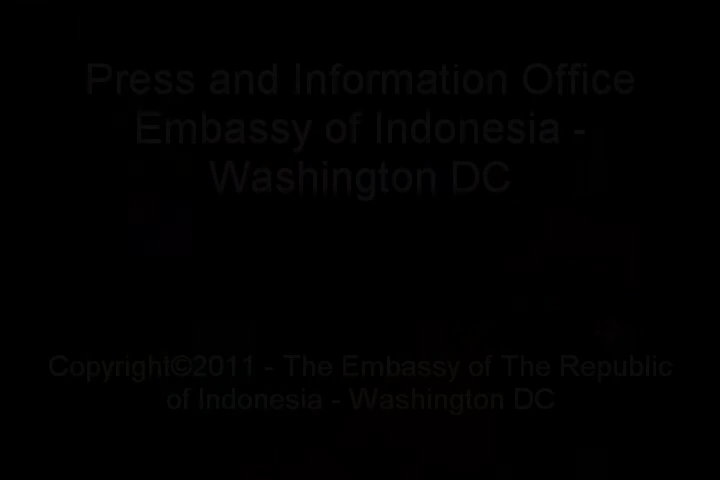 Press and Information Office
Embassy of Indonesia -
Washington DC
Copyright©2011 - The Embassy of The Republic
of Indonesia - Washington DC